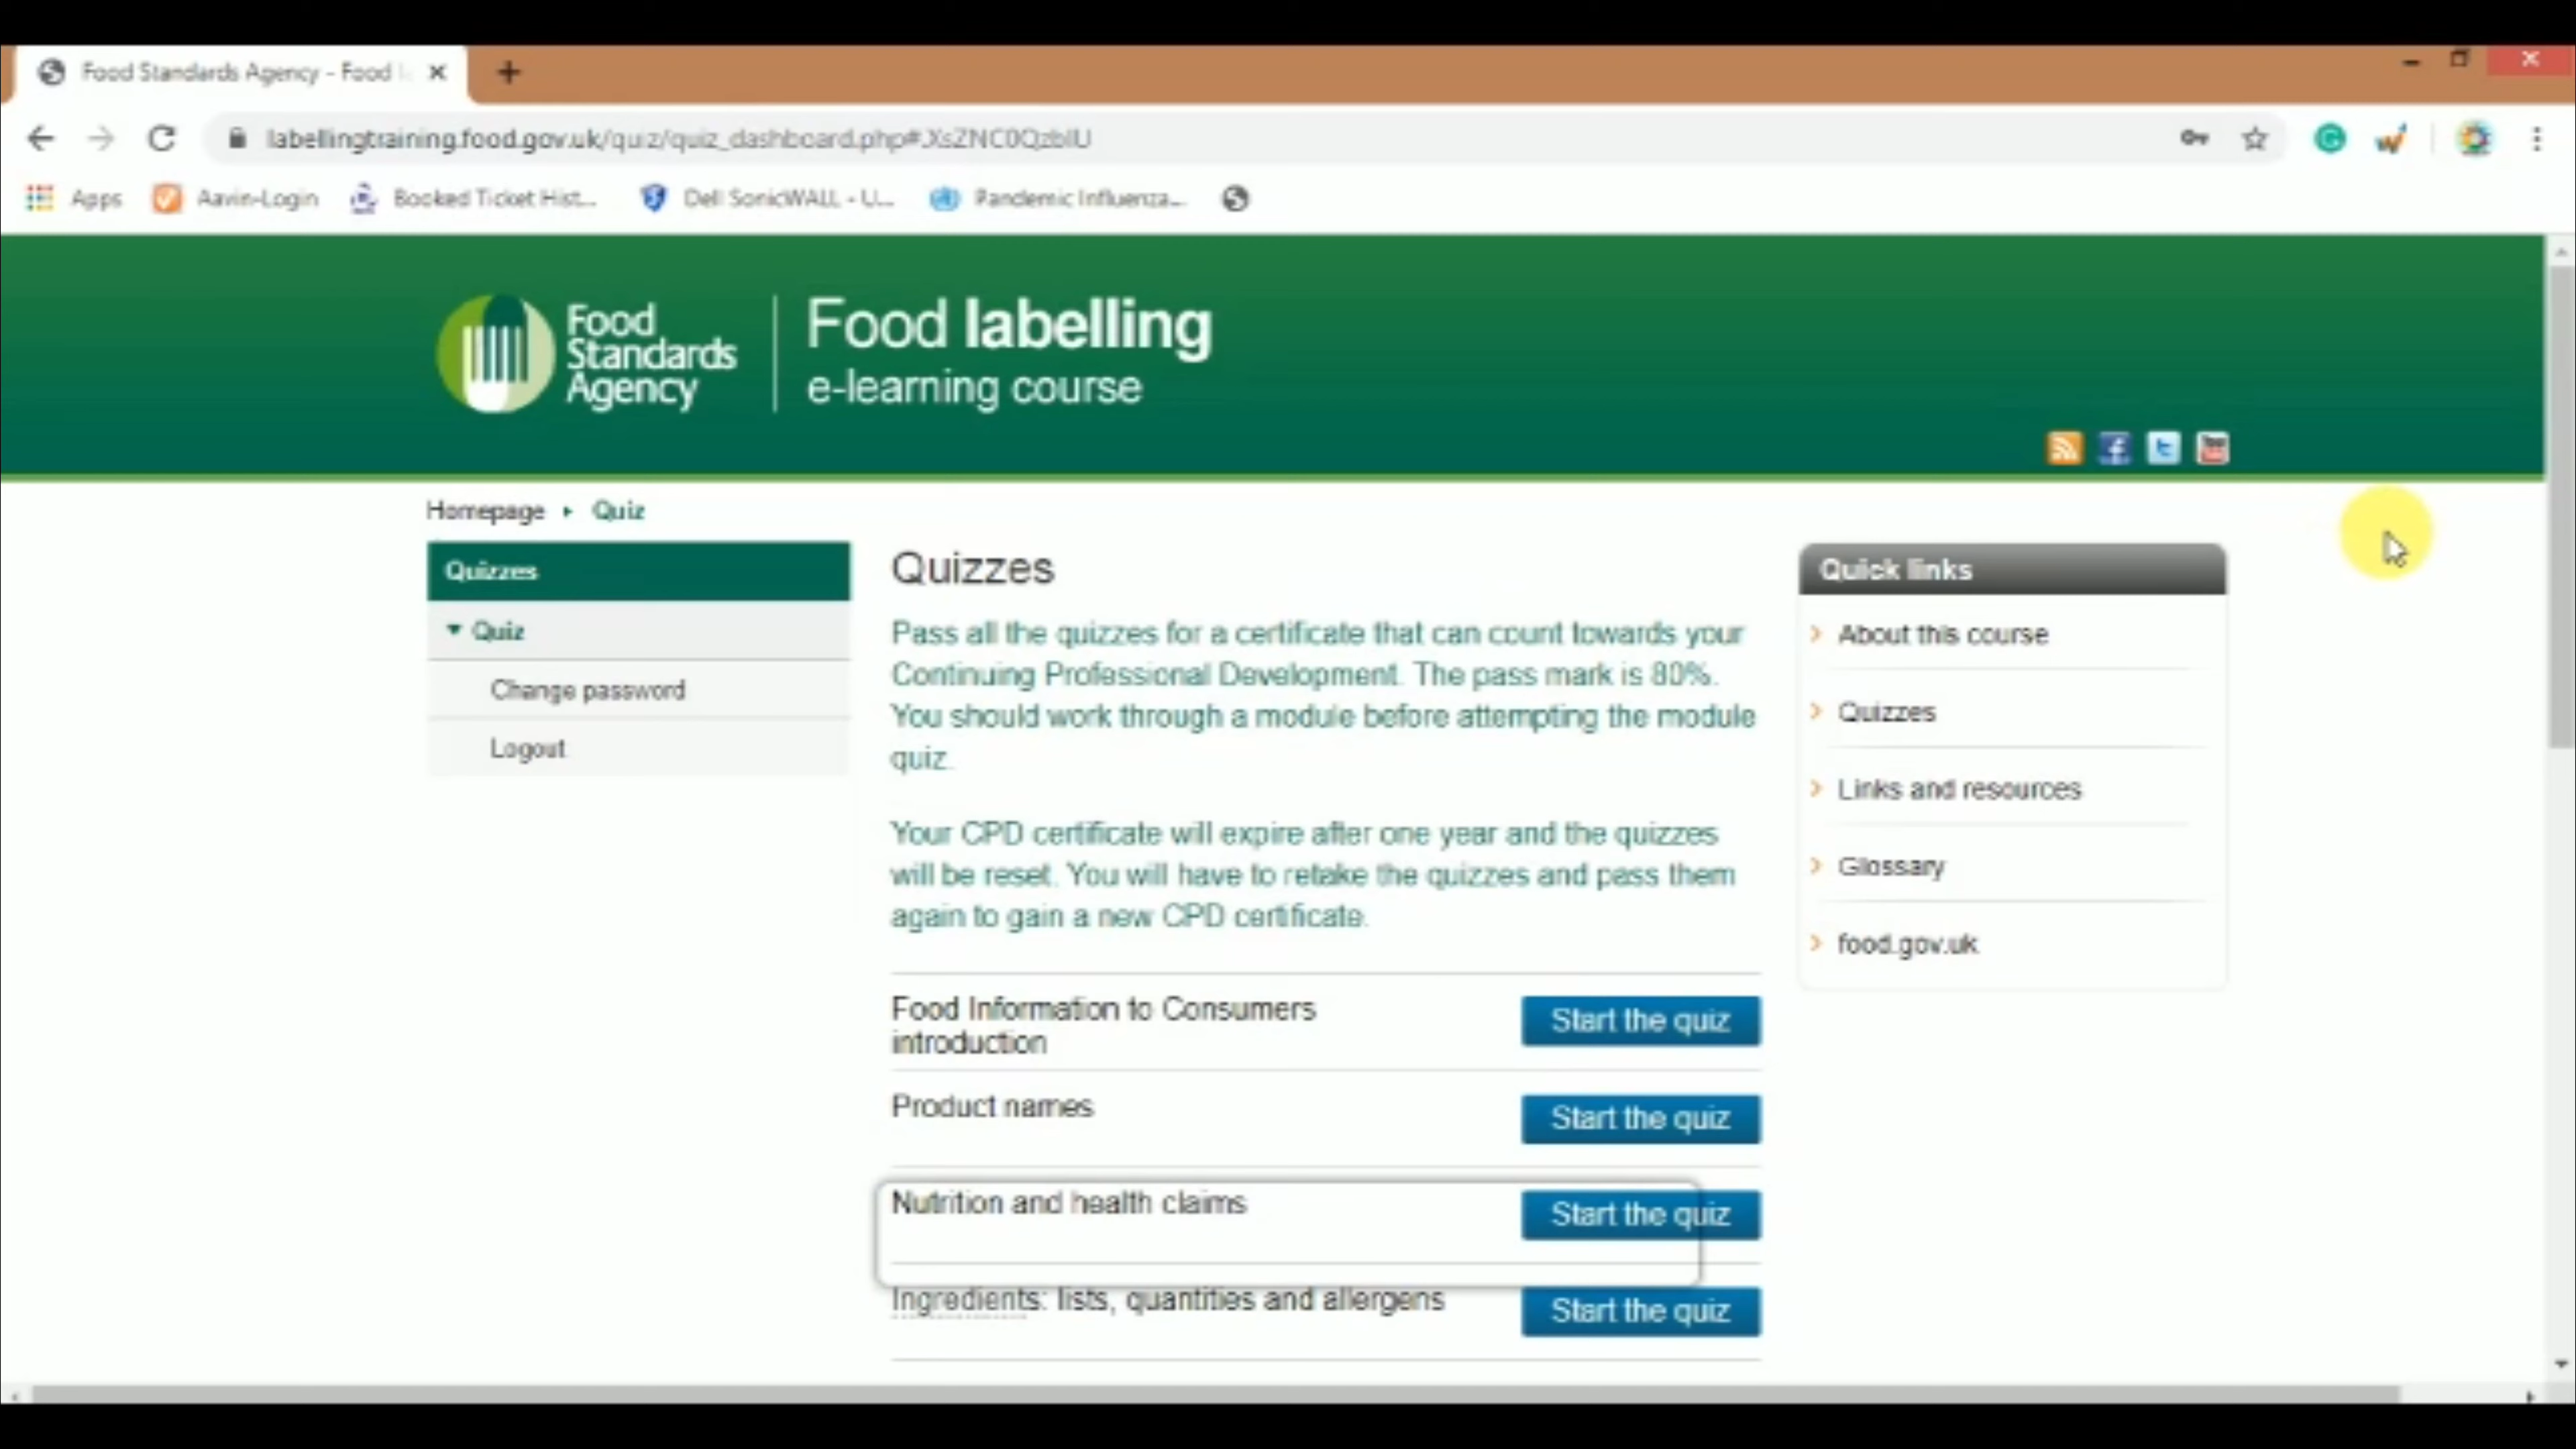 Food Standards Agency - Food l
labellingtraining.food.gov.uk/quiz/quiz_dashboard.php#.XsZNC0QzblU
Apps Aavin-Login Booked Ticket Hist... Dell SonicWALL - U... Pandemic Influenza...
Food
Standards
Agency
Food labelling
e-learning course
Homepage Quiz
Quizzes
Quiz
Change password
Logout
Quizzes
Pass all the quizzes for a certificate that can count towards your
Continuing Professional Development. The pass mark is 80%.
You should work through a module before attempting the module
quiz.
Your CPD certificate will expire after one year and the quizzes
will be reset. You will have to retake the quizzes and pass them
again to gain a new CPD certificate.
Food Information to Consumers
introduction
Start the quiz
Product names
Start the quiz
Nutrition and health claims
Start the quiz
Ingredients: lists, quantities and allergens
Start the quiz
Quick links
About this course
Quizzes
Links and resources
Glossary
food.gov.uk